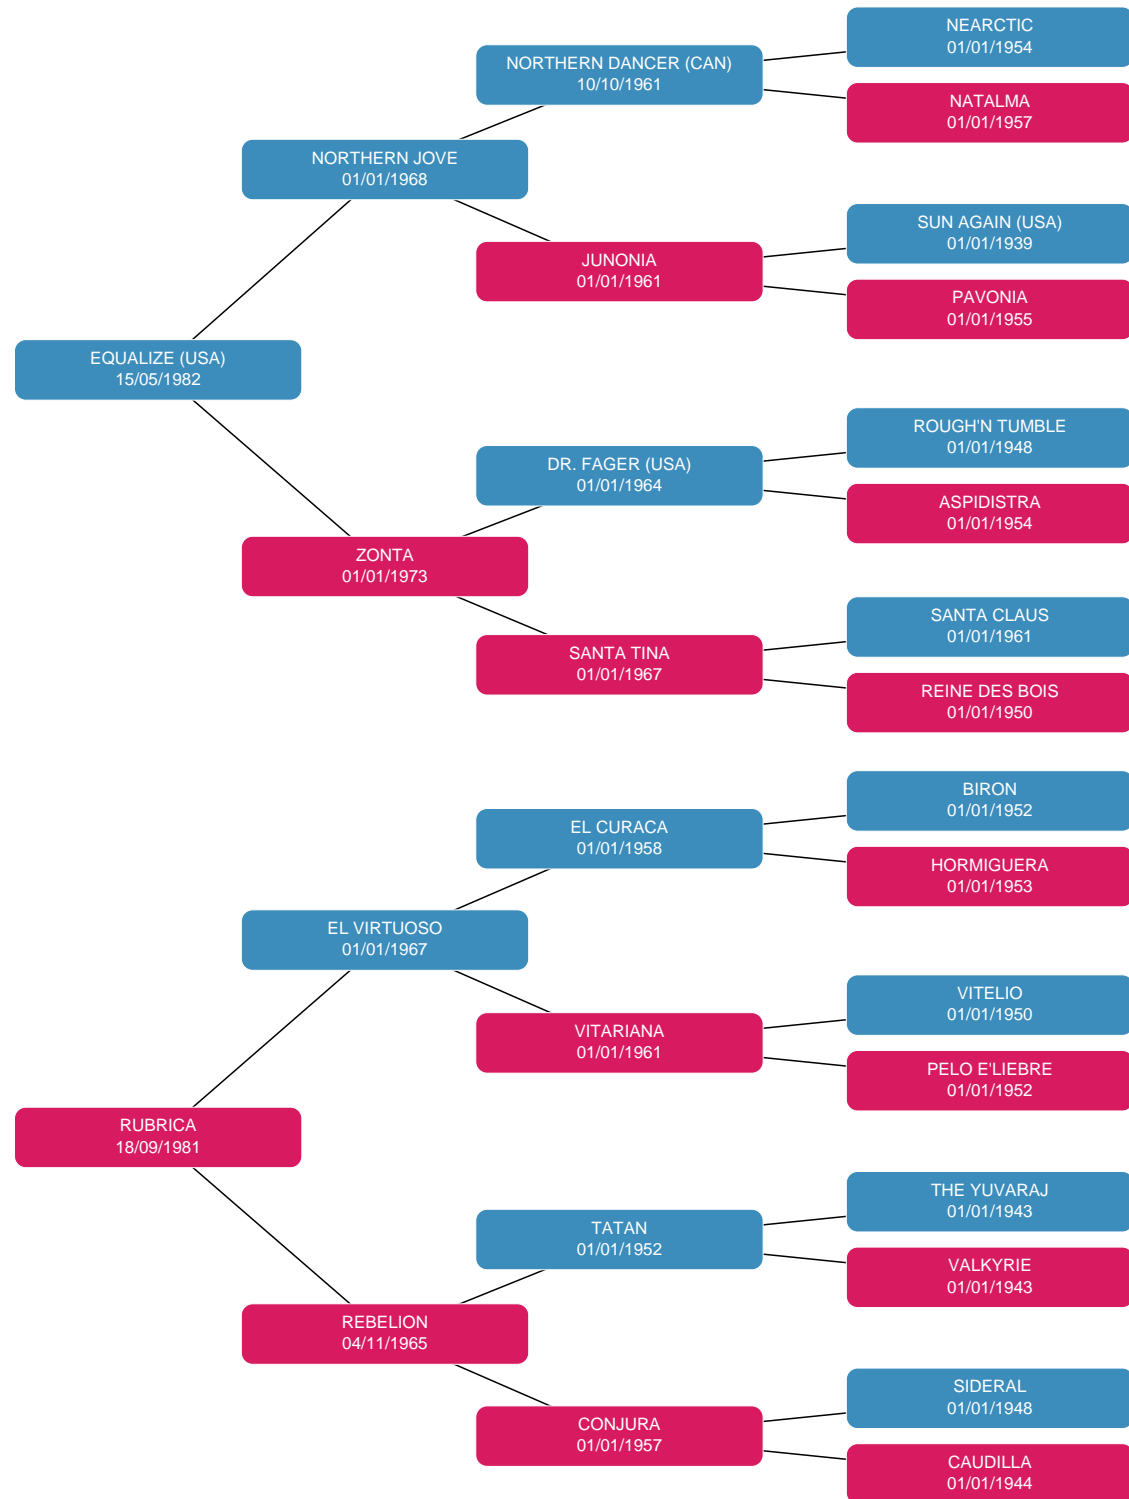 NEARCTIC
01/01/1954
NORTHERN DANCER (CAN)
10/10/1961
NATALMA
01/01/1957
NORTHERN JOVE
01/01/1968
SUN AGAIN (USA)
01/01/1939
JUNONIA
01/01/1961
PAVONIA
01/01/1955
EQUALIZE (USA)
15/05/1982
ROUGH'N TUMBLE
01/01/1948
DR. FAGER (USA)
01/01/1964
ASPIDISTRA
01/01/1954
ZONTA
01/01/1973
SANTA CLAUS
01/01/1961
SANTA TINA
01/01/1967
REINE DES BOIS
01/01/1950
BIRON
01/01/1952
EL CURACA
01/01/1958
HORMIGUERA
01/01/1953
EL VIRTUOSO
01/01/1967
VITELIO
01/01/1950
VITARIANA
01/01/1961
PELO E'LIEBRE
01/01/1952
RUBRICA
18/09/1981
THE YUVARAJ
01/01/1943
TATAN
01/01/1952
VALKYRIE
01/01/1943
REBELION
04/11/1965
SIDERAL
01/01/1948
CONJURA
01/01/1957
CAUDILLA
01/01/1944